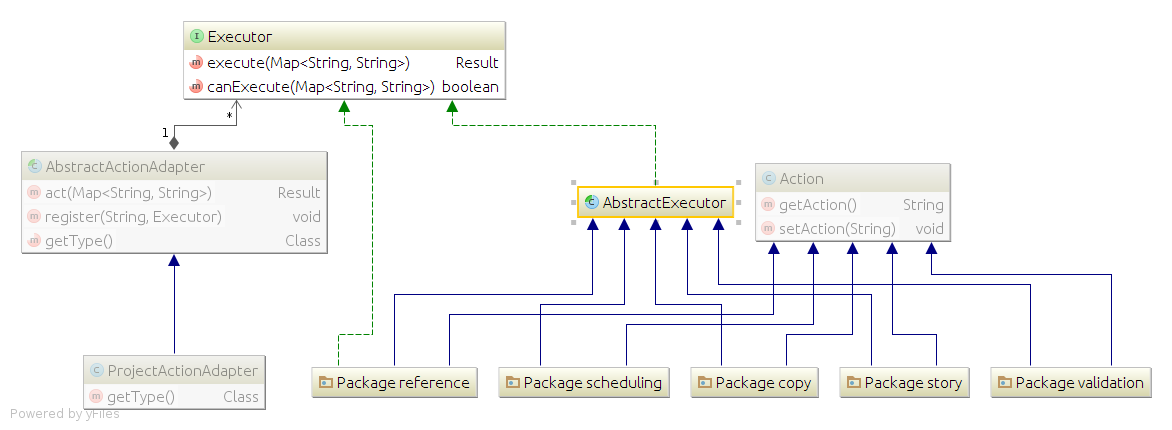 I Executor
m execute(Map<String, String>) Result
m canExecute(Map<String, String>) boolean
*
1
C AbstractActionAdapter
m act(Map<String, String>) Result
m register(String, Executor) void
m getType() Class
C AbstractExecutor
C Action
m getAction() String
m setAction(String) void
C ProjectActionAdapter
m getType() Class
Package reference
Package scheduling
Package copy
Package story
Package validation
Powered by yFiles